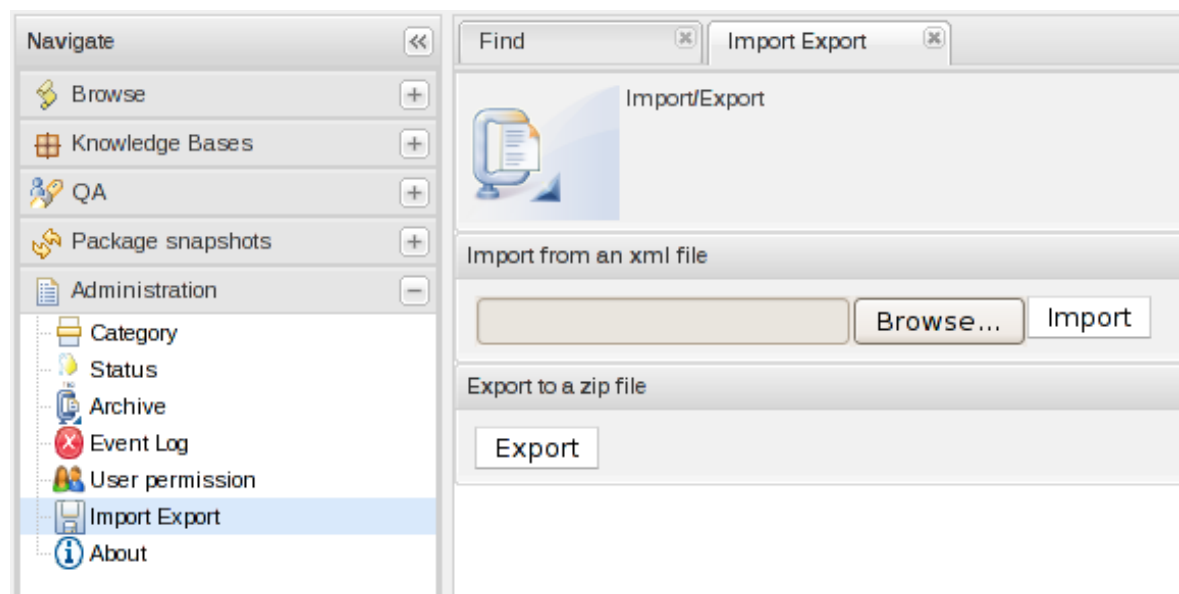 Navigate
Browse
Knowledge Bases
QA
Package snapshots
Administration
Category
Status
Archive
Event Log
User permission
Import Export
About
Find
Import Export
Import/Export
Import from an xml file
Browse...
Import
Export to a zip file
Export